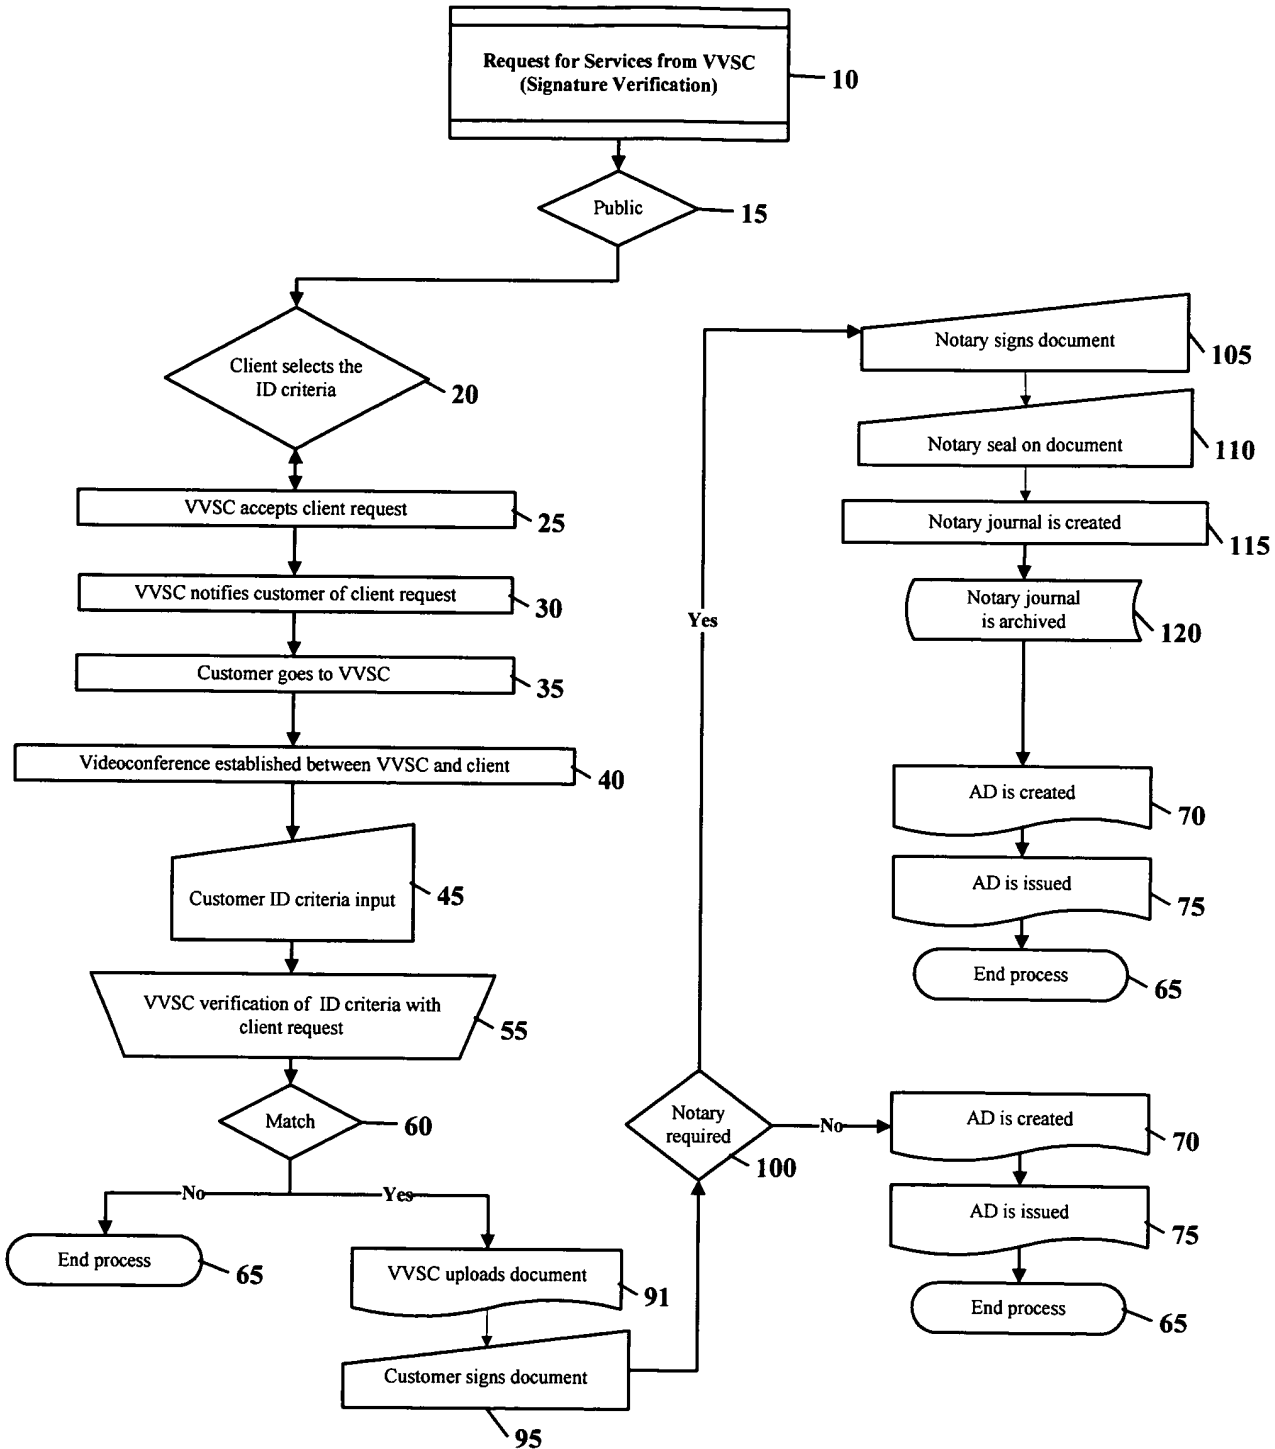 Request for Services from VVSC
(Signature Verification)
10
Public
15
Client selects the
ID criteria
20
VVSC accepts client request
25
VVSC notifies customer of client request
30
Customer goes to VVSC
35
Videoconference established between VVSC and client
40
Customer ID criteria input
45
VVSC verification of ID criteria with
client request
55
Match
60
No
Yes
End process
65
VVSC uploads document
91
Customer signs document
95
Notary
required
100
Yes
No
Notary signs document
105
Notary seal on document
110
Notary journal is created
115
Notary journal
is archived
120
AD is created
70
AD is issued
75
End process
65
AD is created
70
AD is issued
75
End process
65